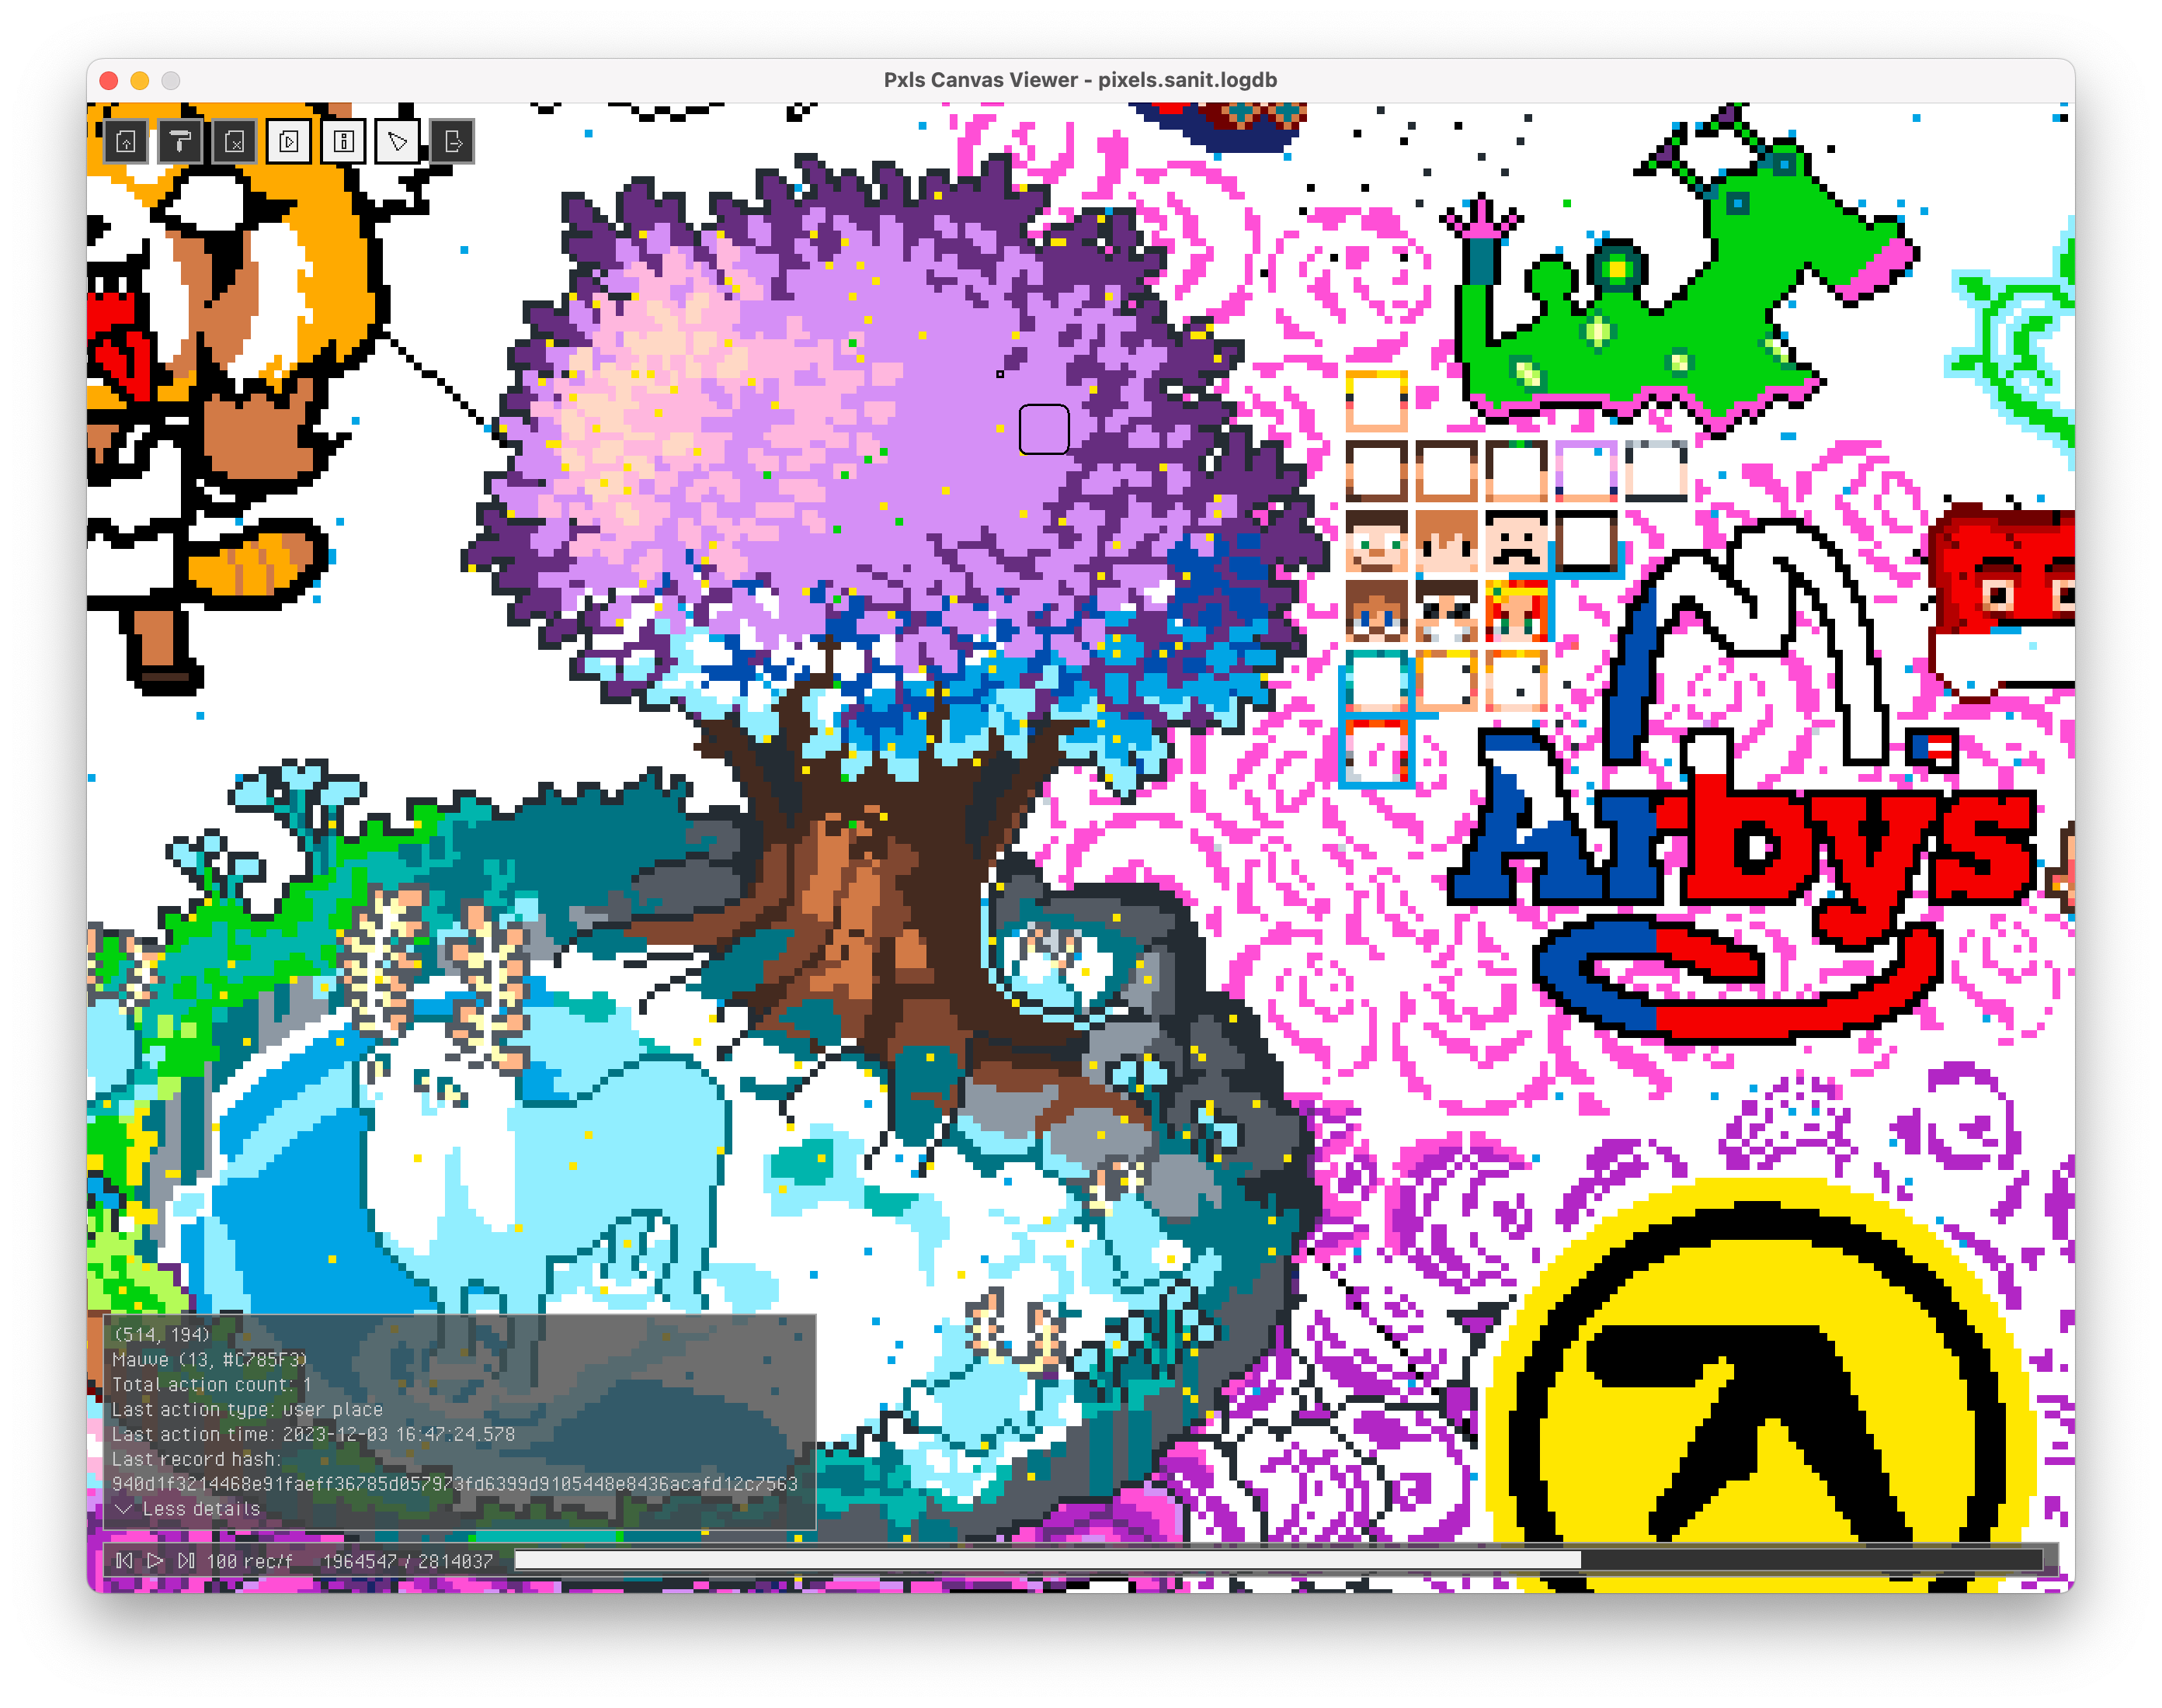 Pxls Canvas Viewer - pixels.sanit.logdb
Arbys
(514, 194)
Mauve (13, #C785F3)
Total action count: 1
Last action type: user place
Last action time: 2023-12-03 16:47:24.578
Last record hash:
940d1f3214468e91faeff36785d057973fd6399d9105448e8436acafd12c7563
Less details
100 rec/f 1964547 / 2814037